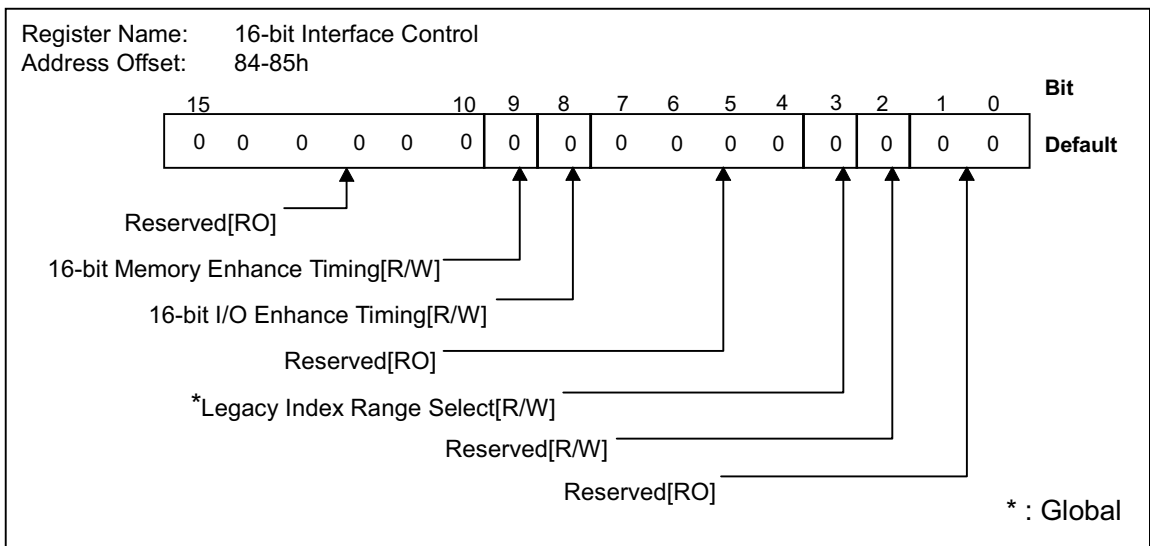 Register Name: 16-bit Interface Control
Address Offset: 84-85h
Bit
15 10 9 8 7 6 5 4 3 2 1 0
0 0 0 0 0 0 0 0 0 0 0 0 0 0 0 0 Default
Reserved[RO]
16-bit Memory Enhance Timing[R/W]
16-bit I/O Enhance Timing[R/W]
Reserved[RO]
*Legacy Index Range Select[R/W]
Reserved[R/W]
Reserved[RO]
* : Global